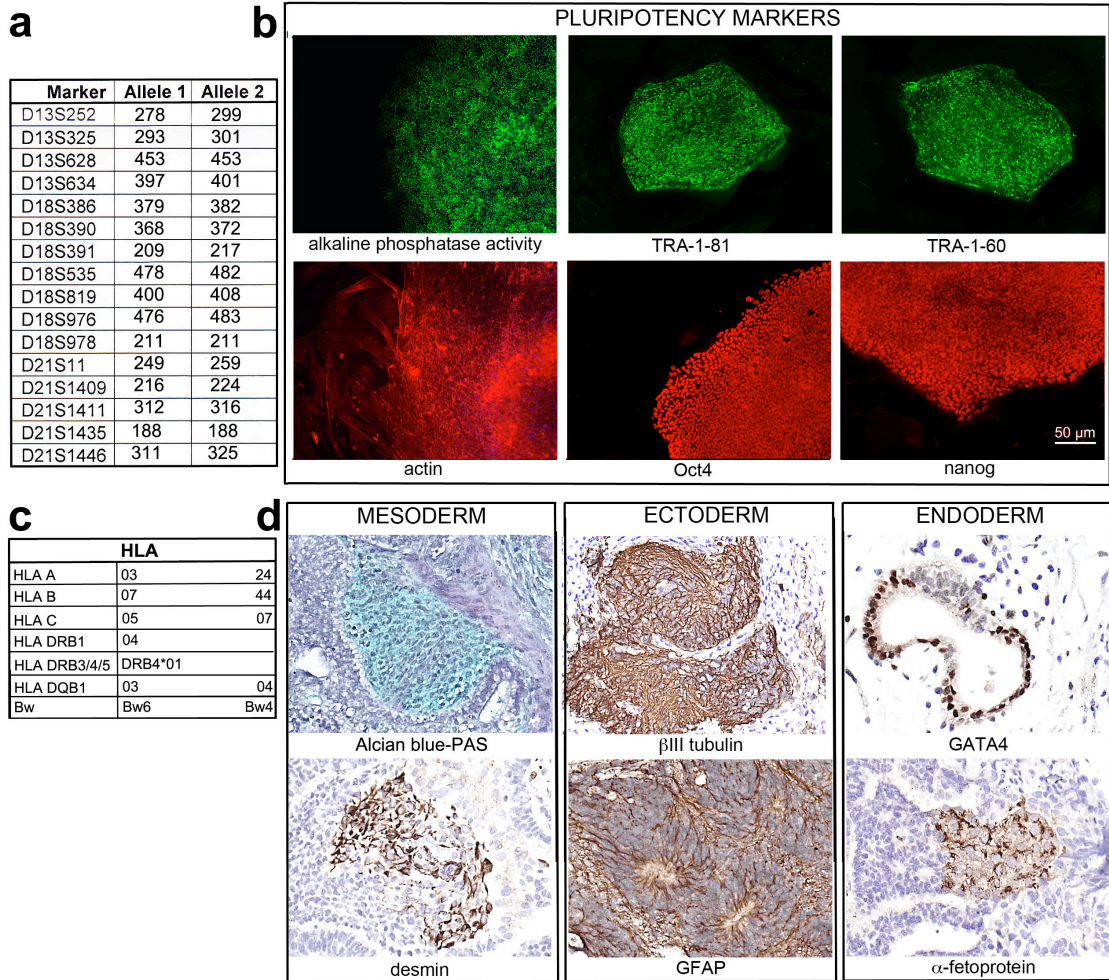 a
Marker Allele 1 Allele 2
D13S252 278 299
D13S325 293 301
D13S628 453 453
D13S634 397 401
D18S386 379 382
D18S390 368 372
D18S391 209 217
D18S535 478 482
D18S819 400 408
D18S976 476 483
D18S978 211 211
D21S11 249 259
D21S1409 216 224
D21S1411 312 316
D21S1435 188 188
D21S1446 311 325
b
PLURIPOTENCY MARKERS
alkaline phosphatase activity
TRA-1-81
TRA-1-60
actin
Oct4
nanog
50 µm
c
HLA
HLA A 03 24
HLA B 07 44
HLA C 05 07
HLA DRB1 04
HLA DRB3/4/5 DRB4*01
HLA DQB1 03 04
Bw Bw6 Bw4
d
MESODERM
ECTODERM
ENDODERM
Alcian blue-PAS
βIII tubulin
GATA4
desmin
GFAP
α-fetoprotein